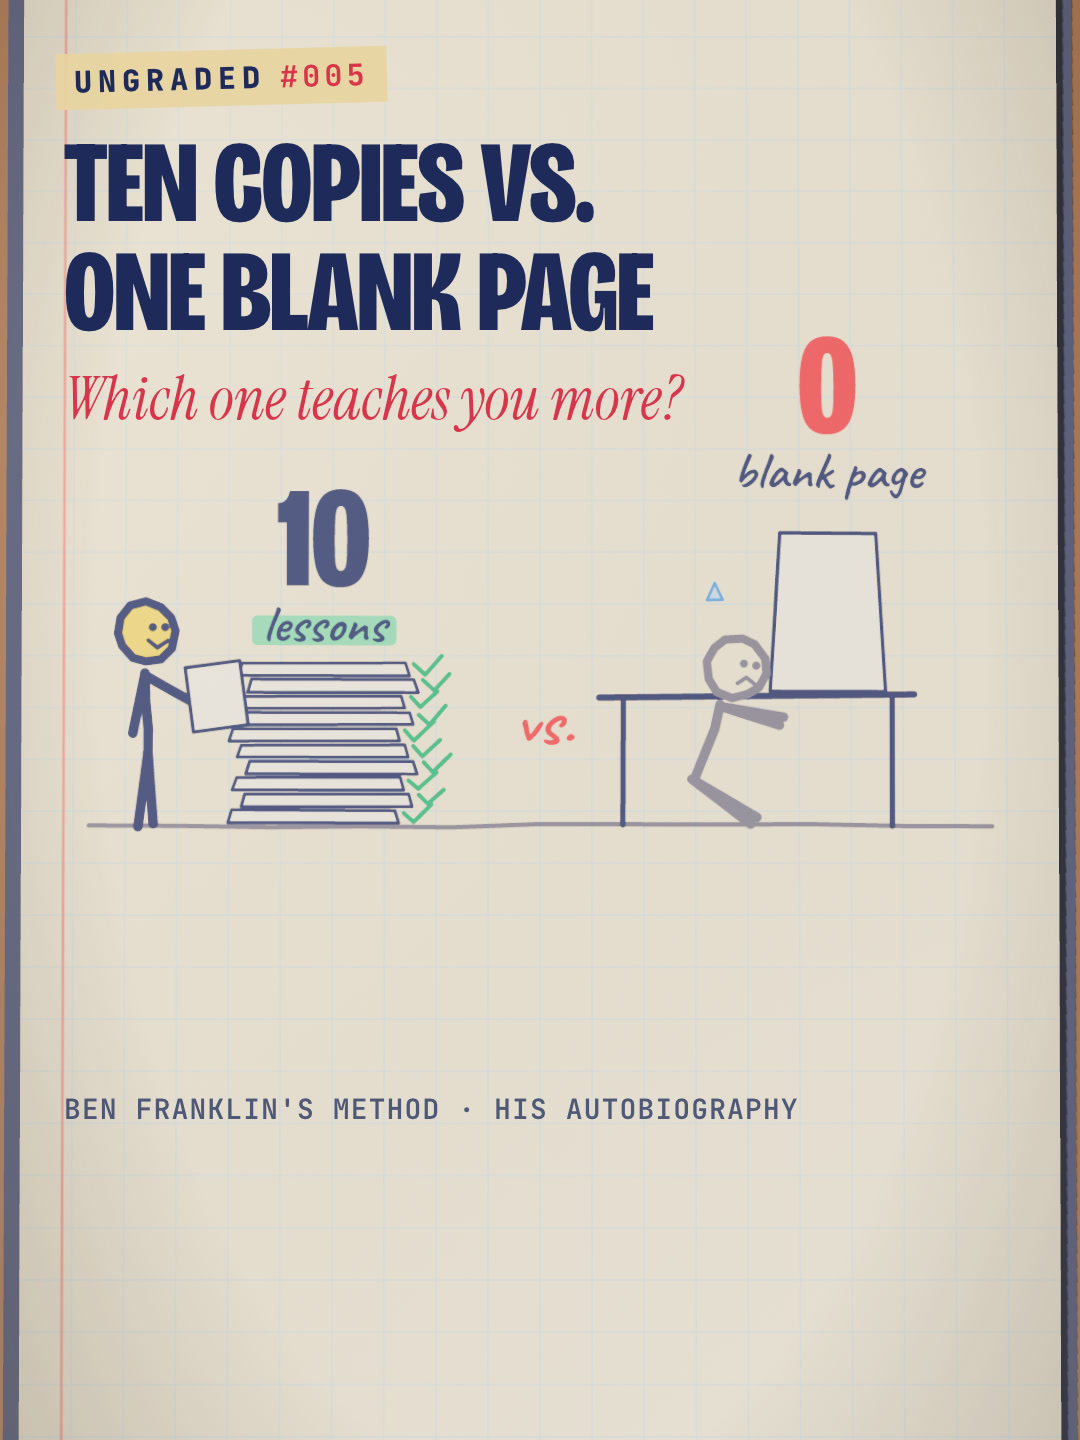 UNGRADED #005
TEN COPIES VS.
ONE BLANK PAGE
Which one teaches you more?
0
blank page
10
lessons
vs.
BEN FRANKLIN'S METHOD · HIS AUTOBIOGRAPHY